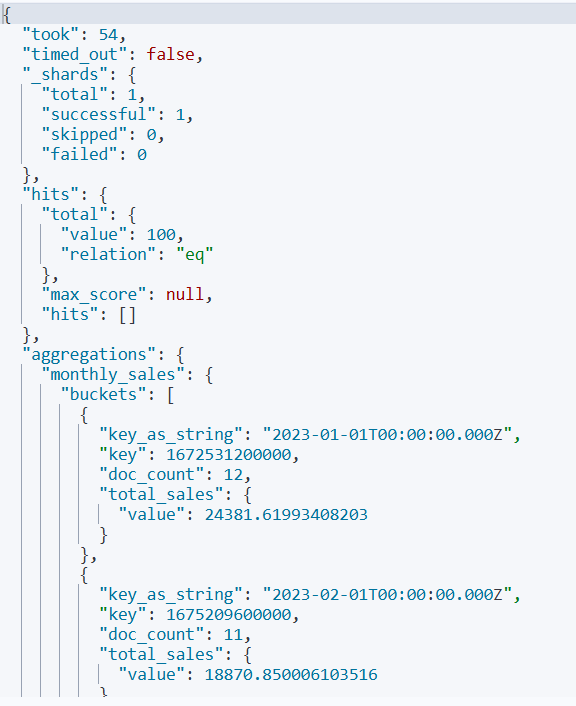 {
  "took": 54,
  "timed_out": false,
  "_shards": {
    "total": 1,
    "successful": 1,
    "skipped": 0,
    "failed": 0
  },
  "hits": {
    "total": {
      "value": 100,
      "relation": "eq"
    },
    "max_score": null,
    "hits": []
  },
  "aggregations": {
    "monthly_sales": {
      "buckets": [
        {
          "key_as_string": "2023-01-01T00:00:00.000Z",
          "key": 1672531200000,
          "doc_count": 12,
          "total_sales": {
            "value": 24381.61993408203
          }
        },
        {
          "key_as_string": "2023-02-01T00:00:00.000Z",
          "key": 1675209600000,
          "doc_count": 11,
          "total_sales": {
            "value": 18870.850006103516
          }